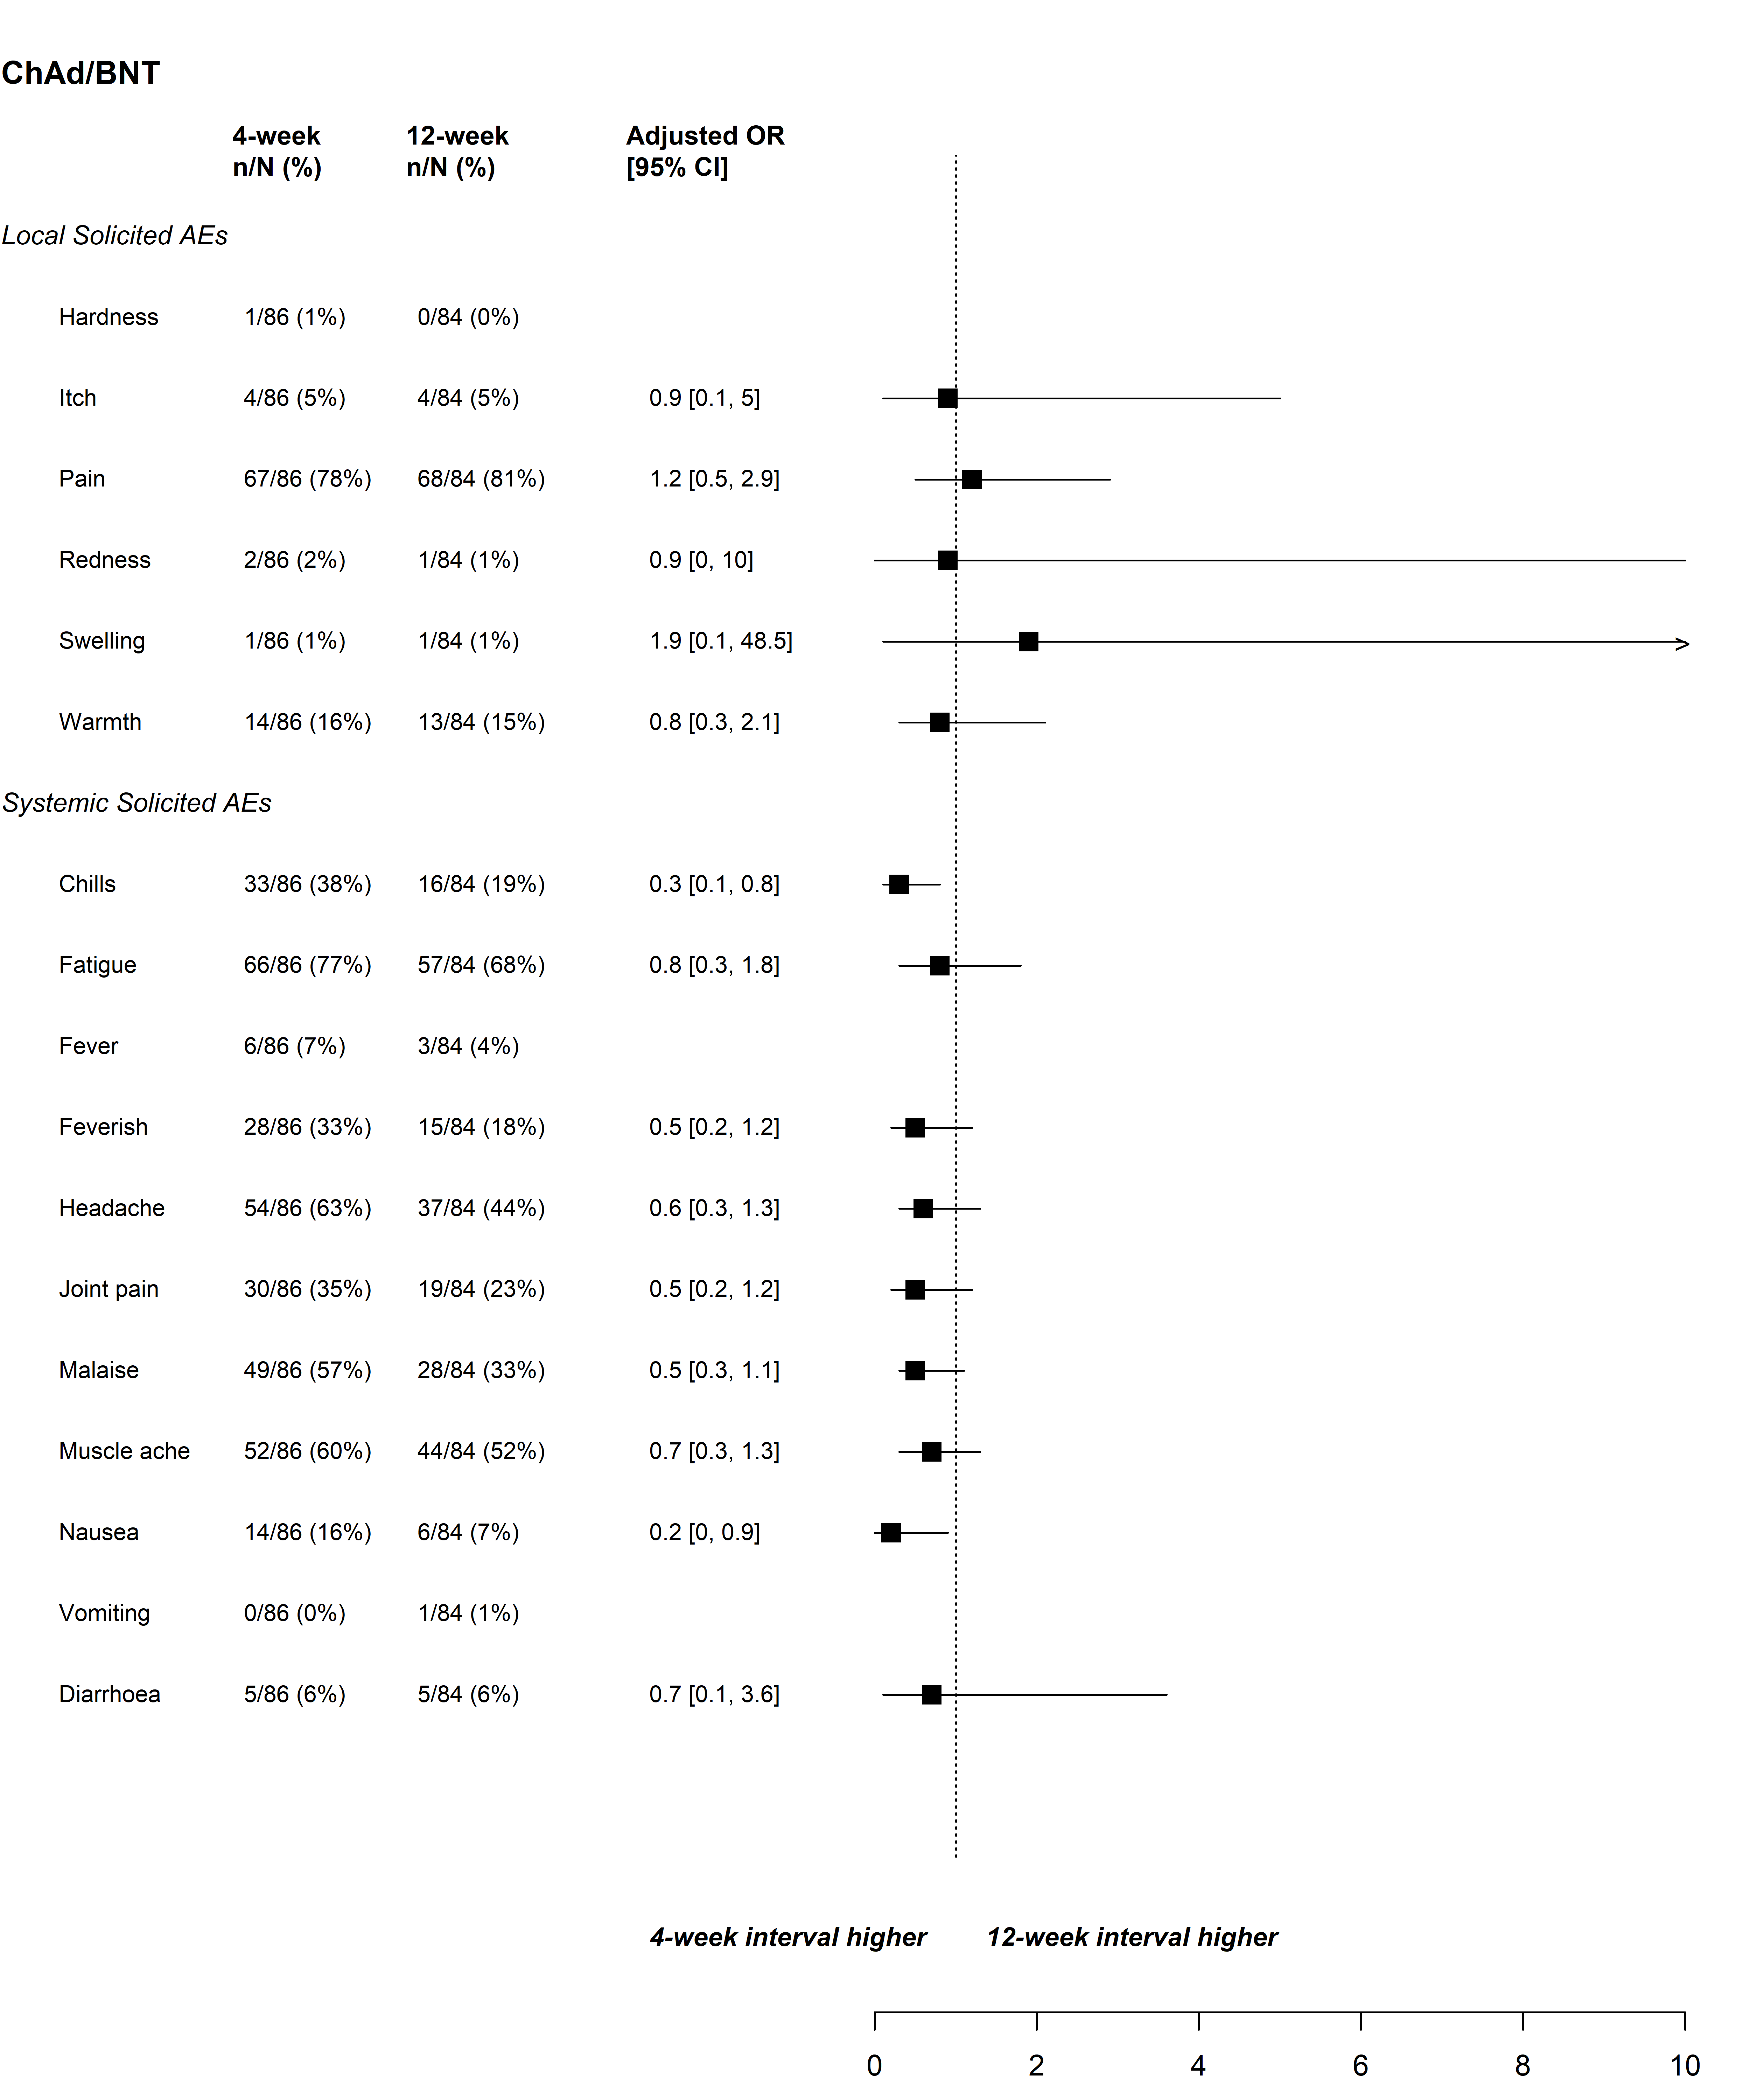 ChAd/BNT
4-week 12-week Adjusted OR
n/N (%) n/N (%) [95% CI]
Local Solicited AEs
Hardness 1/86 (1%) 0/84 (0%)
Itch 4/86 (5%) 4/84 (5%) 0.9 [0.1, 5]
Pain 67/86 (78%) 68/84 (81%) 1.2 [0.5, 2.9]
Redness 2/86 (2%) 1/84 (1%) 0.9 [0, 10]
Swelling 1/86 (1%) 1/84 (1%) 1.9 [0.1, 48.5]
Warmth 14/86 (16%) 13/84 (15%) 0.8 [0.3, 2.1]
Systemic Solicited AEs
Chills 33/86 (38%) 16/84 (19%) 0.3 [0.1, 0.8]
Fatigue 66/86 (77%) 57/84 (68%) 0.8 [0.3, 1.8]
Fever 6/86 (7%) 3/84 (4%)
Feverish 28/86 (33%) 15/84 (18%) 0.5 [0.2, 1.2]
Headache 54/86 (63%) 37/84 (44%) 0.6 [0.3, 1.3]
Joint pain 30/86 (35%) 19/84 (23%) 0.5 [0.2, 1.2]
Malaise 49/86 (57%) 28/84 (33%) 0.5 [0.3, 1.1]
Muscle ache 52/86 (60%) 44/84 (52%) 0.7 [0.3, 1.3]
Nausea 14/86 (16%) 6/84 (7%) 0.2 [0, 0.9]
Vomiting 0/86 (0%) 1/84 (1%)
Diarrhoea 5/86 (6%) 5/84 (6%) 0.7 [0.1, 3.6]
4-week interval higher 12-week interval higher
0 2 4 6 8 10